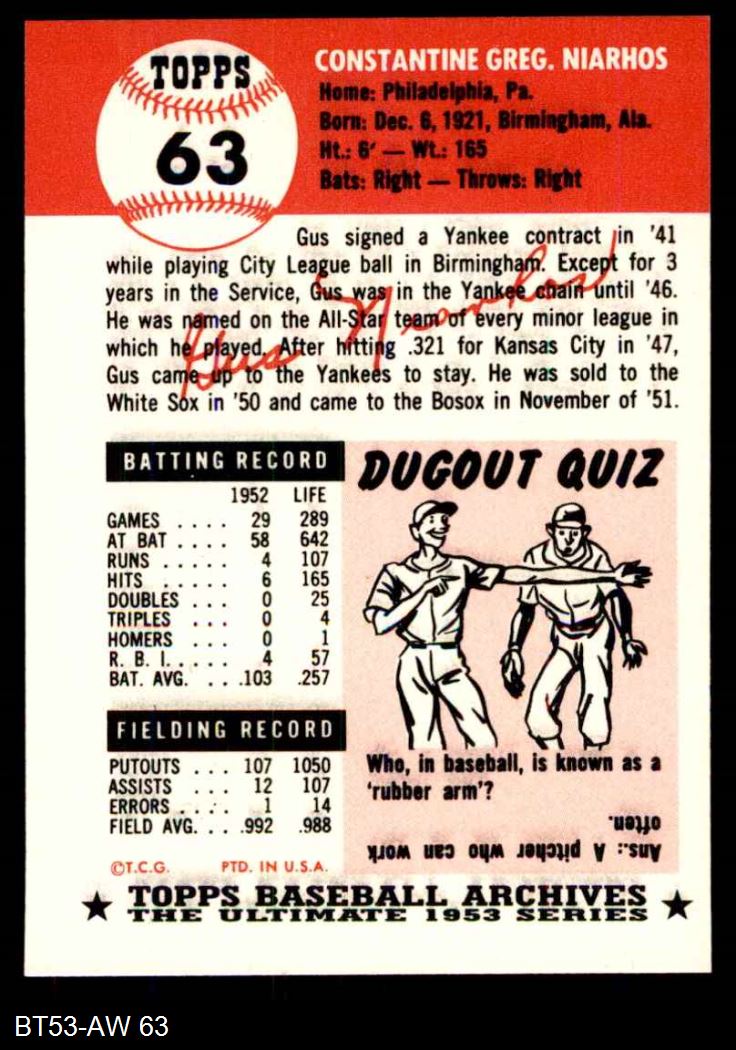 TOPPS
63
CONSTANTINE GREG. NIARHOS
Home: Philadelphia, Pa.
Born: Dec. 6, 1921, Birmingham, Ala.
Ht.: 6' — Wt.: 165
Bats: Right — Throws: Right
Gus signed a Yankee contract in '41
while playing City League ball in Birmingham. Except for 3
years in the Service, Gus was in the Yankee chain until '46.
He was named on the All-Star team of every minor league in
which he played. After hitting .321 for Kansas City in '47,
Gus came up to the Yankees to stay. He was sold to the
White Sox in '50 and came to the Bosox in November of '51.
Gus Niarhos
BATTING RECORD
1952 LIFE
GAMES .... 29 289
AT BAT .... 58 642
RUNS .... 4 107
HITS .... 6 165
DOUBLES ... 0 25
TRIPLES ... 0 4
HOMERS ... 0 1
R. B. I..... 4 57
BAT. AVG. .. .103 .257
FIELDING RECORD
PUTOUTS ... 107 1050
ASSISTS ... 12 107
ERRORS .... 1 14
FIELD AVG. .. .992 .988
©T.C.G. PTD. IN U.S.A.
DUGOUT QUIZ
Who, in baseball, is known as a
'rubber arm'?
Ans.: A pitcher who can work
often.
★ TOPPS BASEBALL ARCHIVES ★
THE ULTIMATE 1953 SERIES
BT53-AW 63